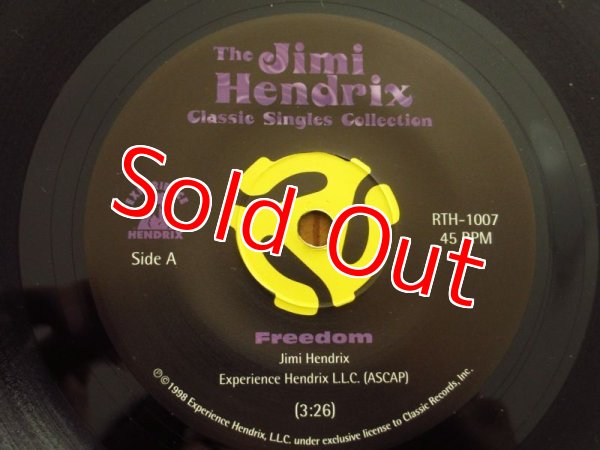 The Jimi
Hendrix
Classic Singles Collection
EXPERIENCE
HENDRIX
Side A
RTH-1007
45 RPM
Sold Out
Freedom
Jimi Hendrix
Experience Hendrix L.L.C. (ASCAP)
(3:26)
℗©1998 Experience Hendrix, L.L.C. under exclusive license to Classic Records, Inc.